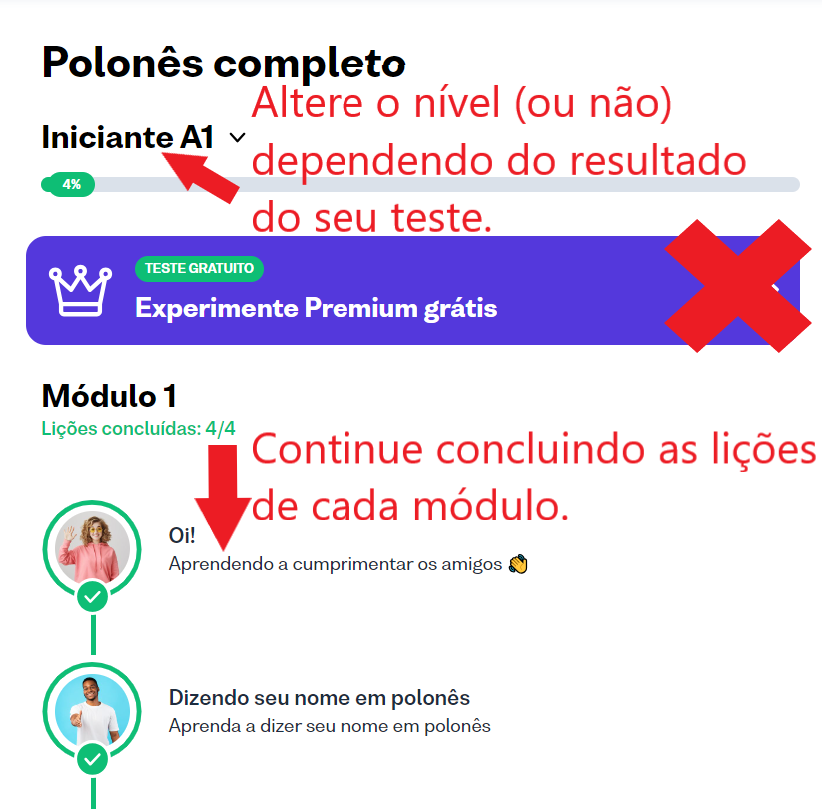 Polonês completo
Altere o nível (ou não)
Iniciante A1
dependendo do resultado
4%
do seu teste.
TESTE GRATUITO
Experimente Premium grátis
Módulo 1
Lições concluídas: 4/4
Continue concluindo as lições
de cada módulo.
Oi!
Aprendendo a cumprimentar os amigos 👏
Dizendo seu nome em polonês
Aprenda a dizer seu nome em polonês